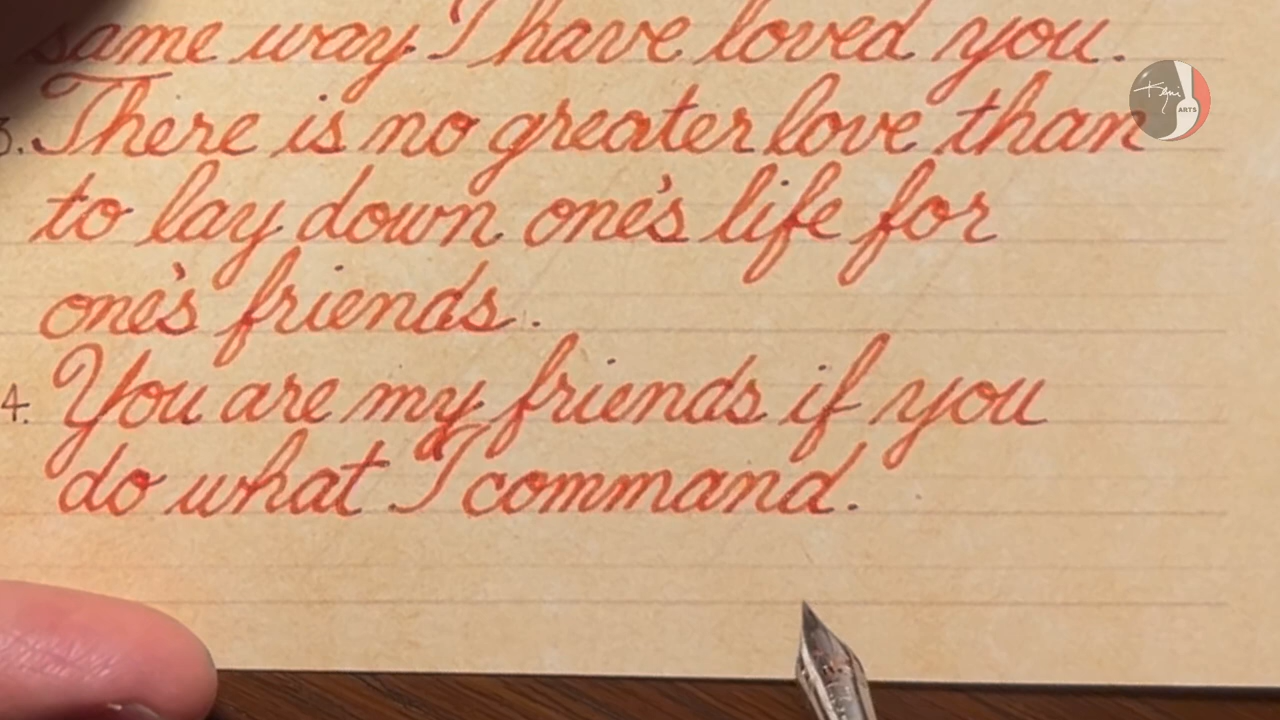 same way I have loved you.
3. There is no greater love than
to lay down one's life for
one's friends.
4. You are my friends if you
do what I command.
ARTS